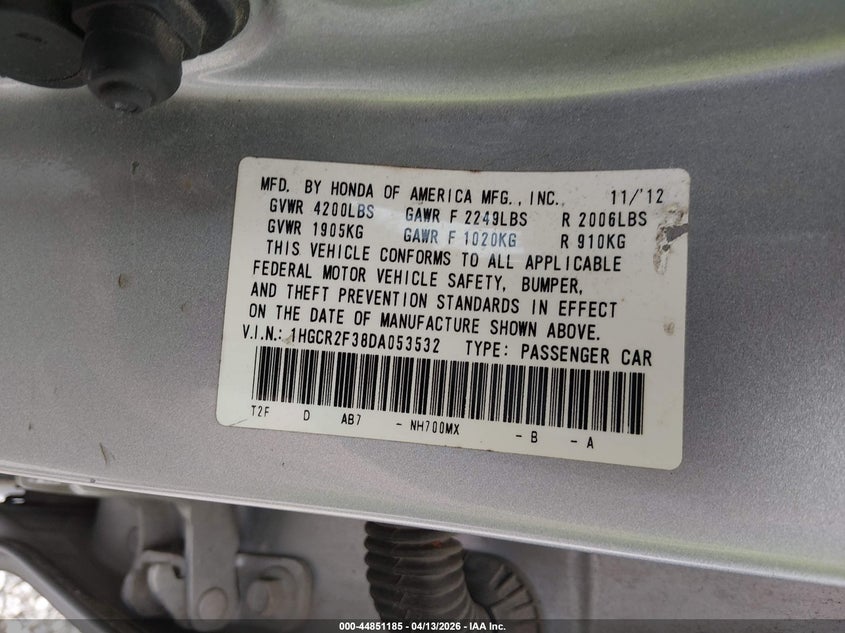 MFD. BY HONDA OF AMERICA MFG., INC. 11/'12
GVWR 4200LBS GAWR F 2249LBS R 2006LBS
GVWR 1905KG GAWR F 1020KG R 910KG
THIS VEHICLE CONFORMS TO ALL APPLICABLE
FEDERAL MOTOR VEHICLE SAFETY, BUMPER,
AND THEFT PREVENTION STANDARDS IN EFFECT
ON THE DATE OF MANUFACTURE SHOWN ABOVE.
V.I.N.: 1HGCR2F38DA053532 TYPE: PASSENGER CAR
T2F D AB7 - NH700MX - B - A
000-44851185 - 04/13/2026 - IAA Inc.